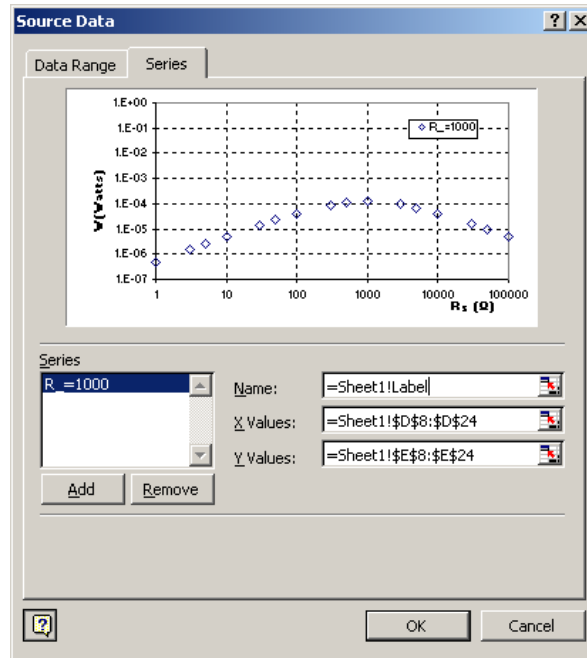 Source Data
Data Range Series
1.E+00
1.E-01
1.E-02
1.E-03
1.E-04
1.E-05
1.E-06
1.E-07
W(Watts)
R_=1000
1 10 100 1000 10000 100000
Rs (Ω)
Series
R_=1000
Name: =Sheet1!Label
X Values: =Sheet1!$D$8:$D$24
Y Values: =Sheet1!$E$8:$E$24
Add Remove
OK Cancel